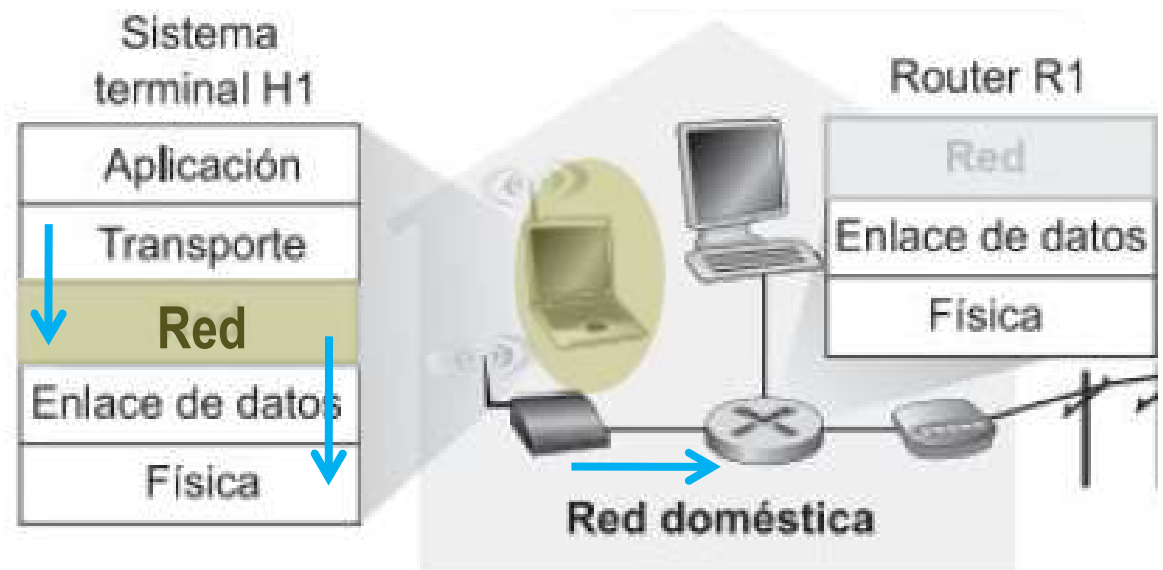 Sistema
terminal H1
Aplicación
Transporte
Red
Enlace de datos
Física
Router R1
Red
Enlace de datos
Física
Red doméstica